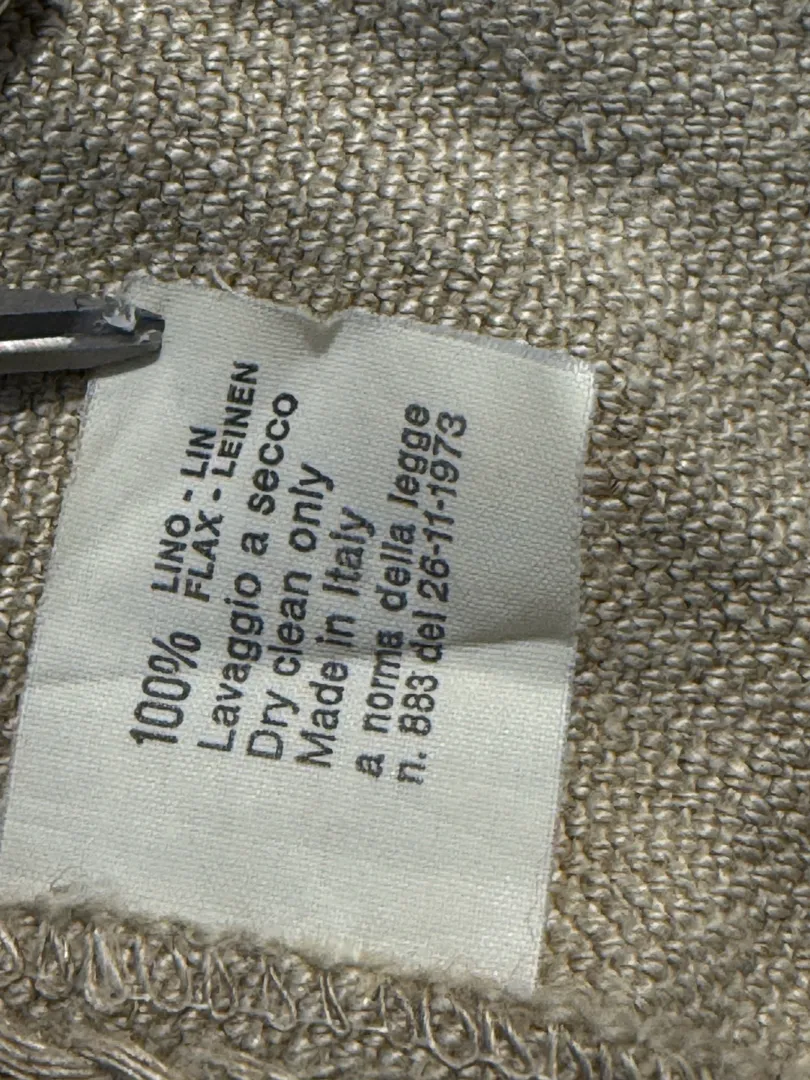 100% LINO - LIN
FLAX - LEINEN
Lavaggio a secco
Dry clean only
Made in Italy
a norma della legge
n. 883 del 26-11-1973